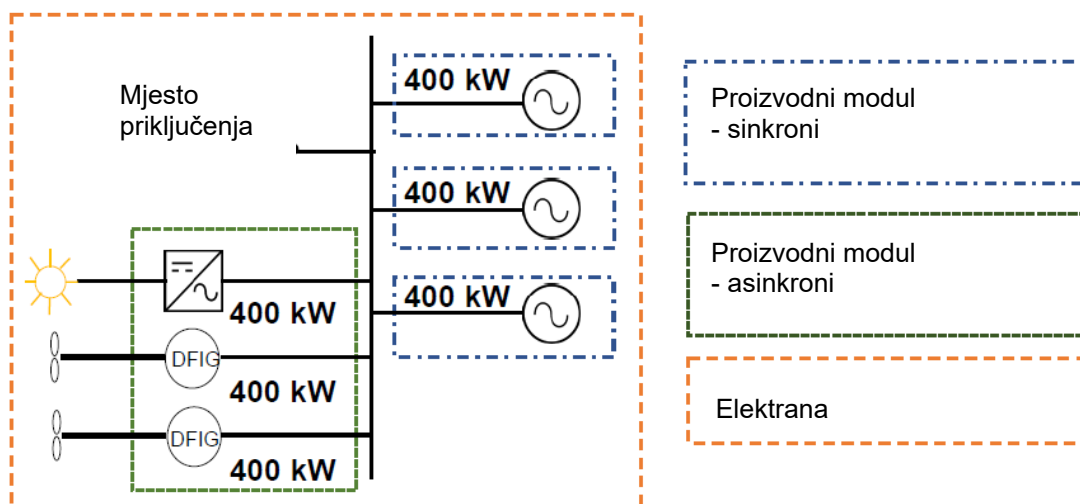 Mjesto
priključenja
400 kW
400 kW
400 kW
400 kW
DFIG
400 kW
DFIG
400 kW
Proizvodni modul
- sinkroni
Proizvodni modul
- asinkroni
Elektrana